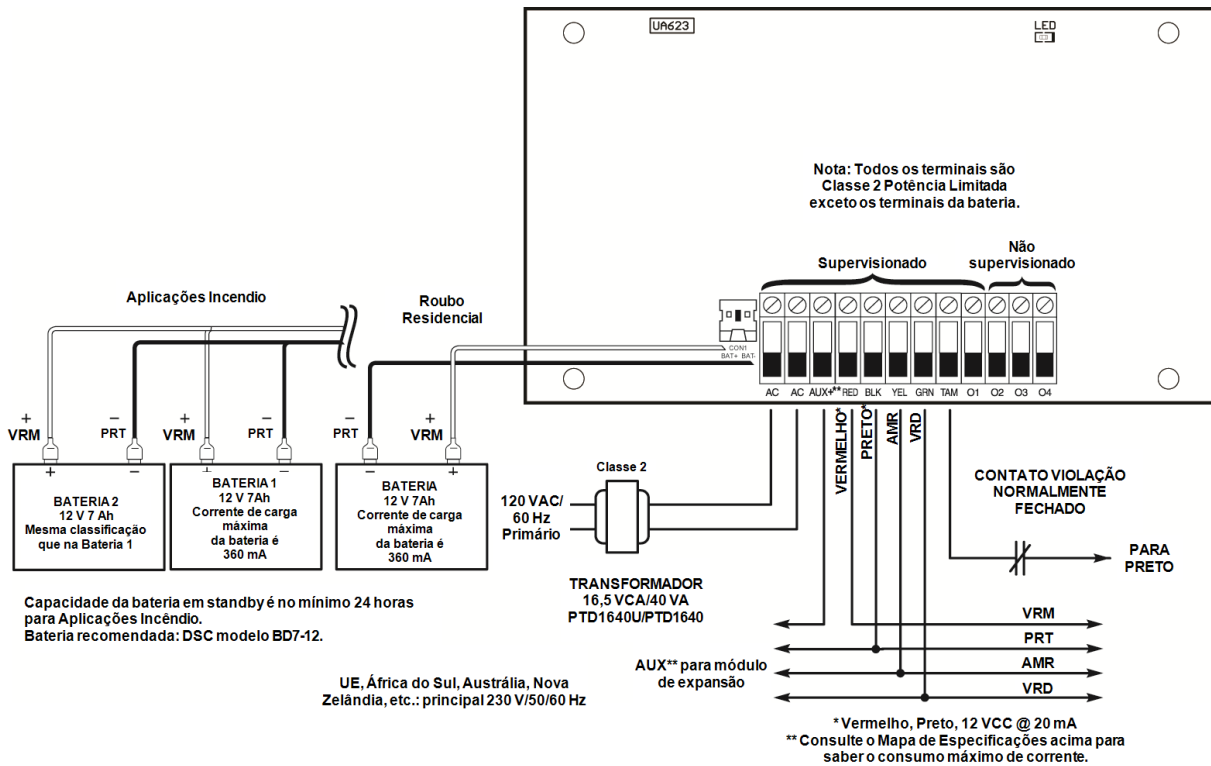 UA623
LED
Nota: Todos os terminais são
Classe 2 Potência Limitada
exceto os terminais da bateria.
Supervisionado
Não
supervisionado
Aplicações Incendio
Roubo
Residencial
CON1
BAT+ BAT-
AC AC AUX+** RED BLK YEL GRN TAM O1 O2 O3 O4
VERMELHO*
PRETO*
AMR
VRD
+
VRM
–
PRT
+
VRM
–
PRT
–
PRT
+
VRM
+ –
BATERIA 2
12 V 7 Ah
Mesma classificação
que na Bateria 1
+ –
BATERIA 1
12 V 7Ah
Corrente de carga
máxima
da bateria é
360 mA
– +
BATERIA
12 V 7Ah
Corrente de carga
máxima
da bateria é
360 mA
Classe 2
120 VAC/
60 Hz
Primário
TRANSFORMADOR
16,5 VCA/40 VA
PTD1640U/PTD1640
CONTATO VIOLAÇÃO
NORMALMENTE
FECHADO
PARA
PRETO
Capacidade da bateria em standby é no mínimo 24 horas
para Aplicações Incêndio.
Bateria recomendada: DSC modelo BD7-12.
UE, África do Sul, Austrália, Nova
Zelândia, etc.: principal 230 V/50/60 Hz
AUX** para módulo
de expansão
VRM
PRT
AMR
VRD
* Vermelho, Preto, 12 VCC @ 20 mA
** Consulte o Mapa de Especificações acima para
saber o consumo máximo de corrente.